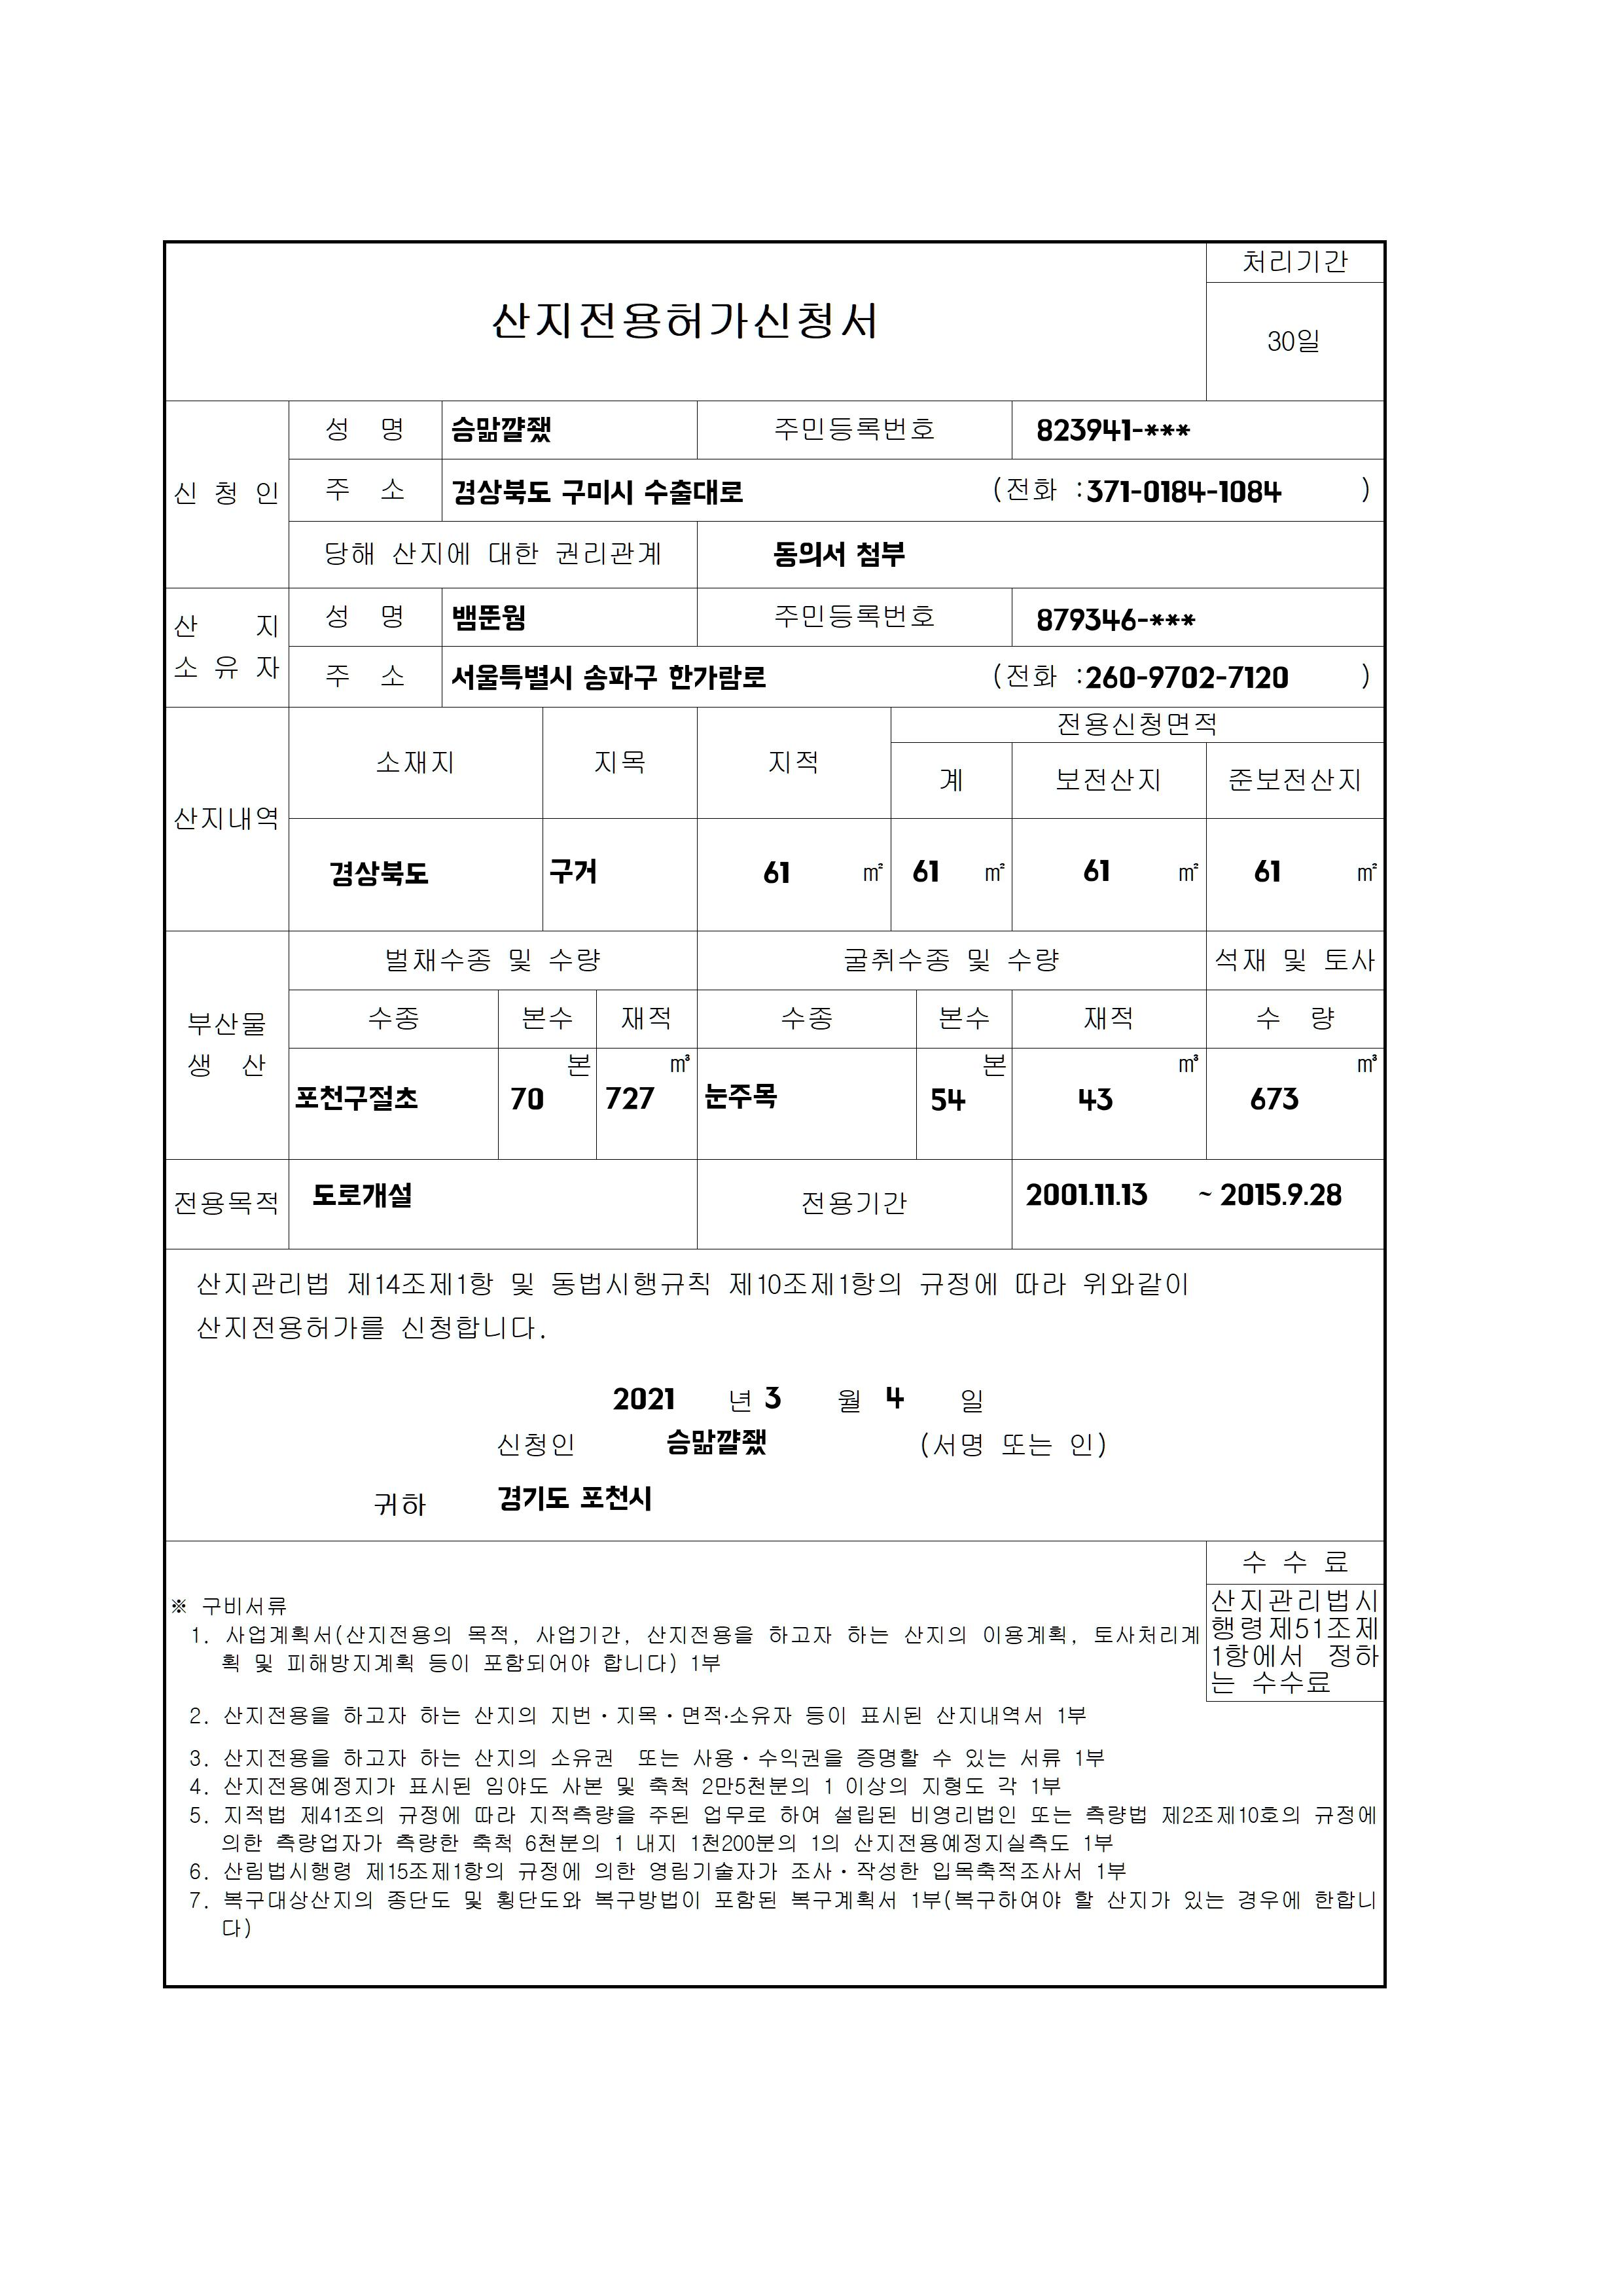 처리기간
산지전용허가신청서
30일
성 명 승맒꺌좼 주민등록번호 823941-***
신 청 인
주 소 경상북도 구미시 수출대로 (전화 :371-0184-1084 )
당해 산지에 대한 권리관계 동의서 첨부
산 지
소 유 자
성 명 뱀뚠웡 주민등록번호 879346-***
주 소 서울특별시 송파구 한가람로 (전화 :260-9702-7120 )
산지내역
소재지 지목 지적 전용신청면적
계 보전산지 준보전산지
경상북도 구거 61 ㎡ 61 ㎡ 61 ㎡ 61 ㎡
부산물
생 산
벌채수종 및 수량 굴취수종 및 수량 석재 및 토사
수종 본수 재적 수종 본수 재적 수 량
본 ㎥ 본 ㎥ ㎥
포천구절초 70 727 눈주목 54 43 673
전용목적 도로개설 전용기간 2001.11.13 ~ 2015.9.28
산지관리법 제14조제1항 및 동법시행규칙 제10조제1항의 규정에 따라 위와같이
산지전용허가를 신청합니다.
2021 년 3 월 4 일
신청인 승맒꺌좼 (서명 또는 인)
귀하 경기도 포천시
수 수 료
산지관리법시
행령제51조제
1항에서 정하
는 수수료
※ 구비서류
1. 사업계획서(산지전용의 목적, 사업기간, 산지전용을 하고자 하는 산지의 이용계획, 토사처리계
획 및 피해방지계획 등이 포함되어야 합니다) 1부
2. 산지전용을 하고자 하는 산지의 지번·지목·면적·소유자 등이 표시된 산지내역서 1부
3. 산지전용을 하고자 하는 산지의 소유권 또는 사용·수익권을 증명할 수 있는 서류 1부
4. 산지전용예정지가 표시된 임야도 사본 및 축척 2만5천분의 1 이상의 지형도 각 1부
5. 지적법 제41조의 규정에 따라 지적측량을 주된 업무로 하여 설립된 비영리법인 또는 측량법 제2조제10호의 규정에
의한 측량업자가 측량한 축척 6천분의 1 내지 1천200분의 1의 산지전용예정지실측도 1부
6. 산림법시행령 제15조제1항의 규정에 의한 영림기술자가 조사·작성한 입목축적조사서 1부
7. 복구대상산지의 종단도 및 횡단도와 복구방법이 포함된 복구계획서 1부(복구하여야 할 산지가 있는 경우에 한합니
다)